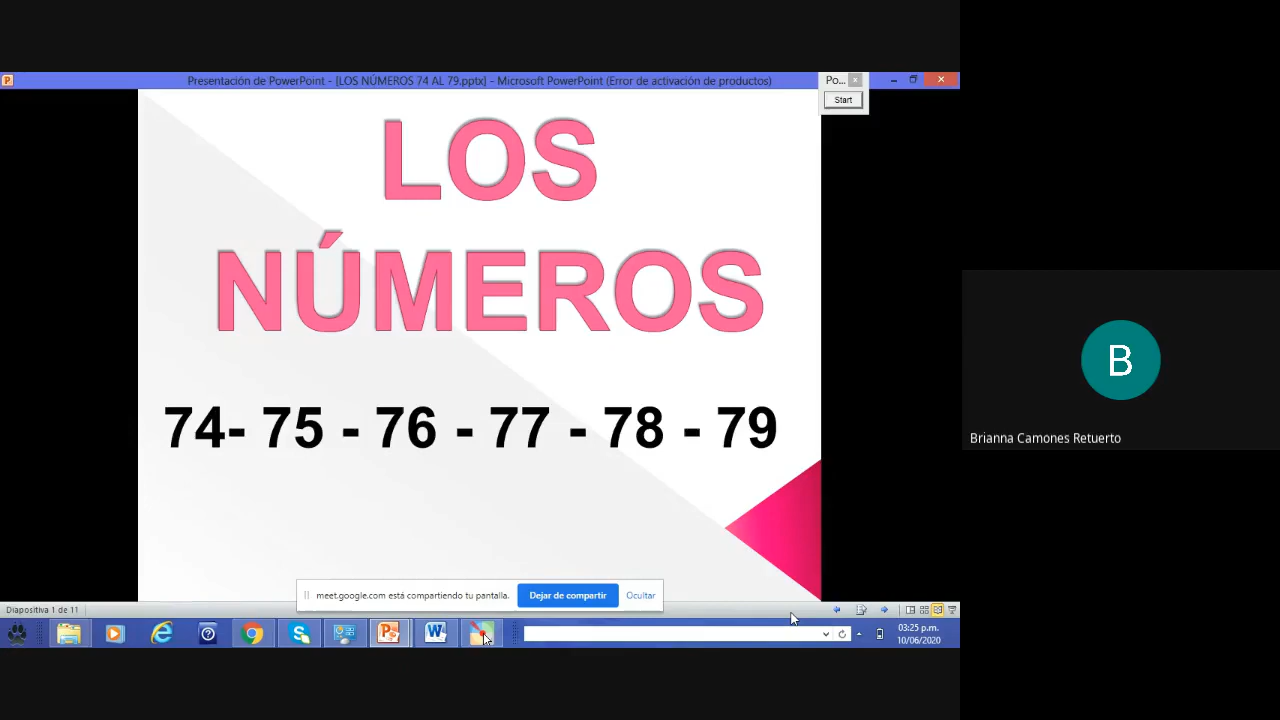 Presentación de PowerPoint - [LOS NÚMEROS 74 AL 79.pptx] - Microsoft PowerPoint (Error de activación de productos)
Po...
Start
LOS
NÚMEROS
74- 75 - 76 - 77 - 78 - 79
B
Brianna Camones Retuerto
meet.google.com está compartiendo tu pantalla.
Dejar de compartir
Ocultar
Diapositiva 1 de 11
03:25 p.m.
10/06/2020